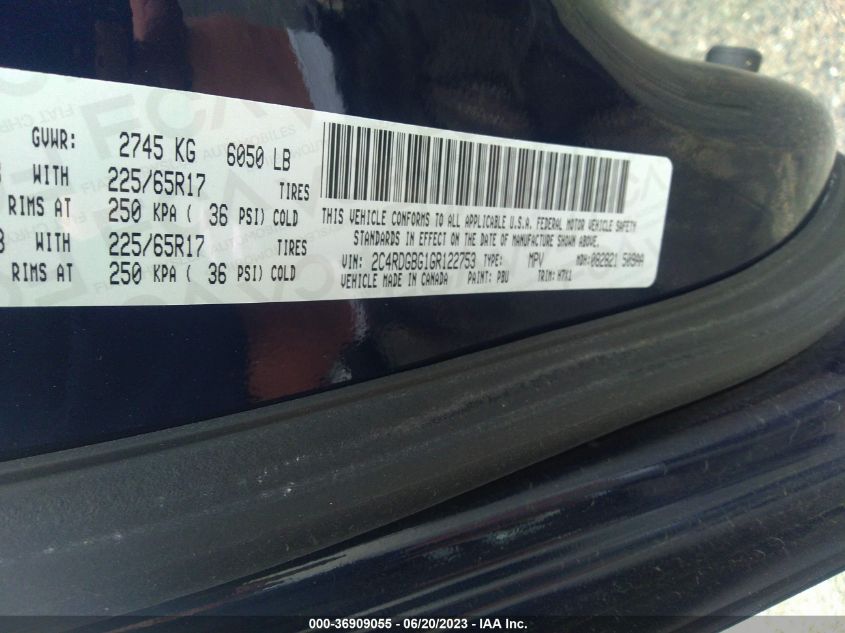 GVWR: 2745 KG 6050 LB
WITH 225/65R17 TIRES
RIMS AT 250 KPA ( 36 PSI) COLD
WITH 225/65R17 TIRES
RIMS AT 250 KPA ( 36 PSI) COLD
THIS VEHICLE CONFORMS TO ALL APPLICABLE U.S.A. FEDERAL MOTOR VEHICLE SAFETY
STANDARDS IN EFFECT ON THE DATE OF MANUFACTURE SHOWN ABOVE.
VIN: 2C4RDGBG1GR122753 TYPE: MPV MDH:
VEHICLE MADE IN CANADA PAINT: PBU TRIM:
000-36909055 - 06/20/2023 - IAA Inc.